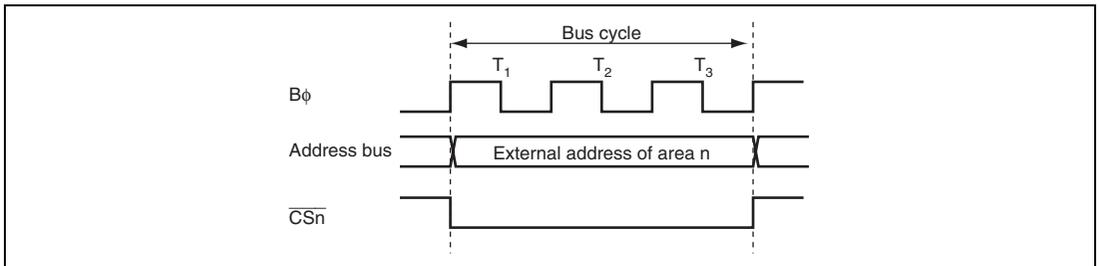 Bus cycle
T1 T2 T3
Bφ
Address bus External address of area n
CSn